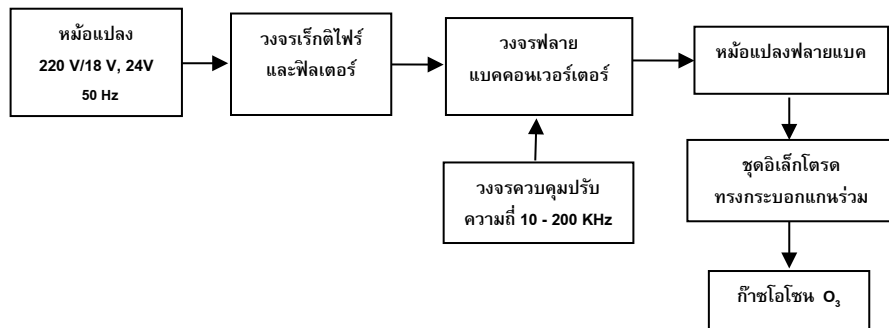 หม้อแปลง
220 V/18 V, 24V
50 Hz
วงจรเร็กติไฟร์
และฟิลเตอร์
วงจรฟลาย
แบคคอนเวอร์เตอร์
หม้อแปลงฟลายแบค
วงจรควบคุมปรับ
ความถี่ 10 - 200 KHz
ชุดอิเล็กโตรด
ทรงกระบอกแกนร่วม
ก๊าซโอโซน O₃